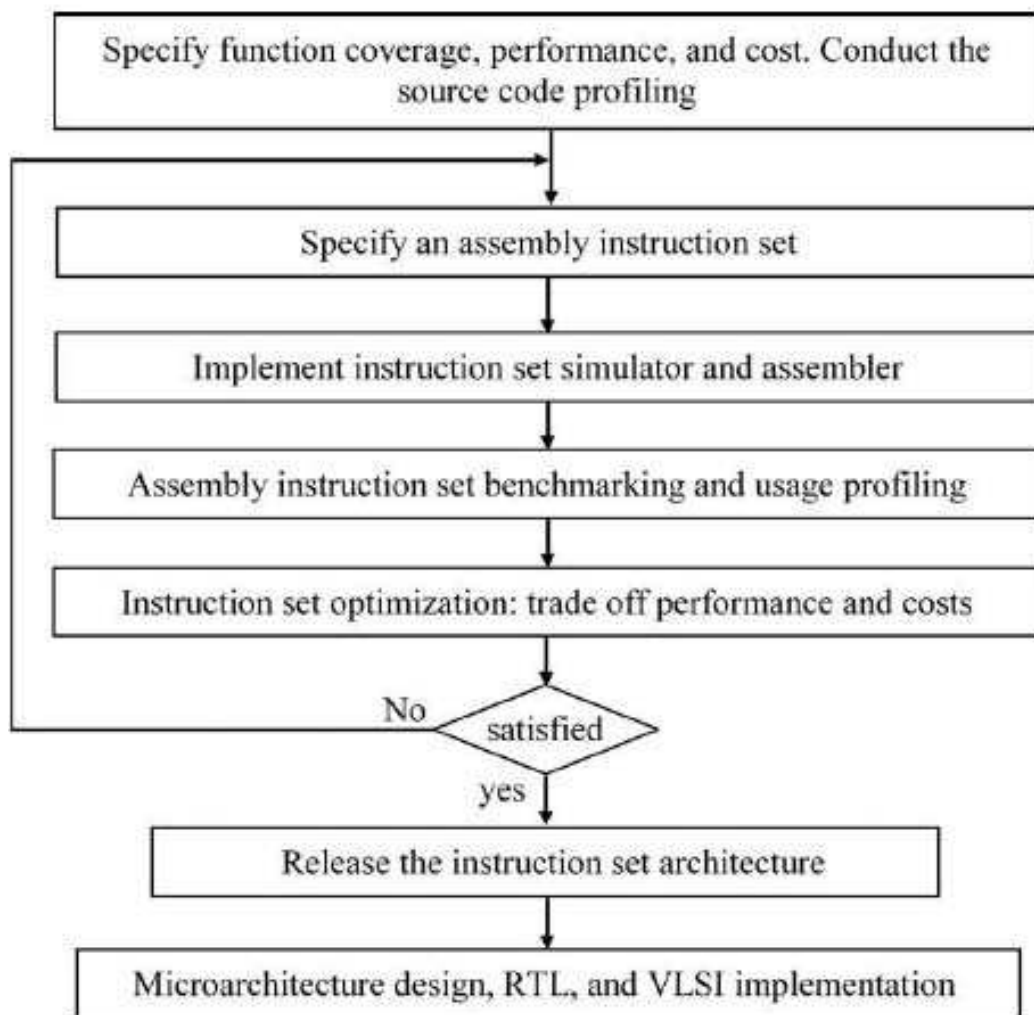 Specify function coverage, performance, and cost. Conduct the
source code profiling
Specify an assembly instruction set
Implement instruction set simulator and assembler
Assembly instruction set benchmarking and usage profiling
Instruction set optimization: trade off performance and costs
No
satisfied
yes
Release the instruction set architecture
Microarchitecture design, RTL, and VLSI implementation